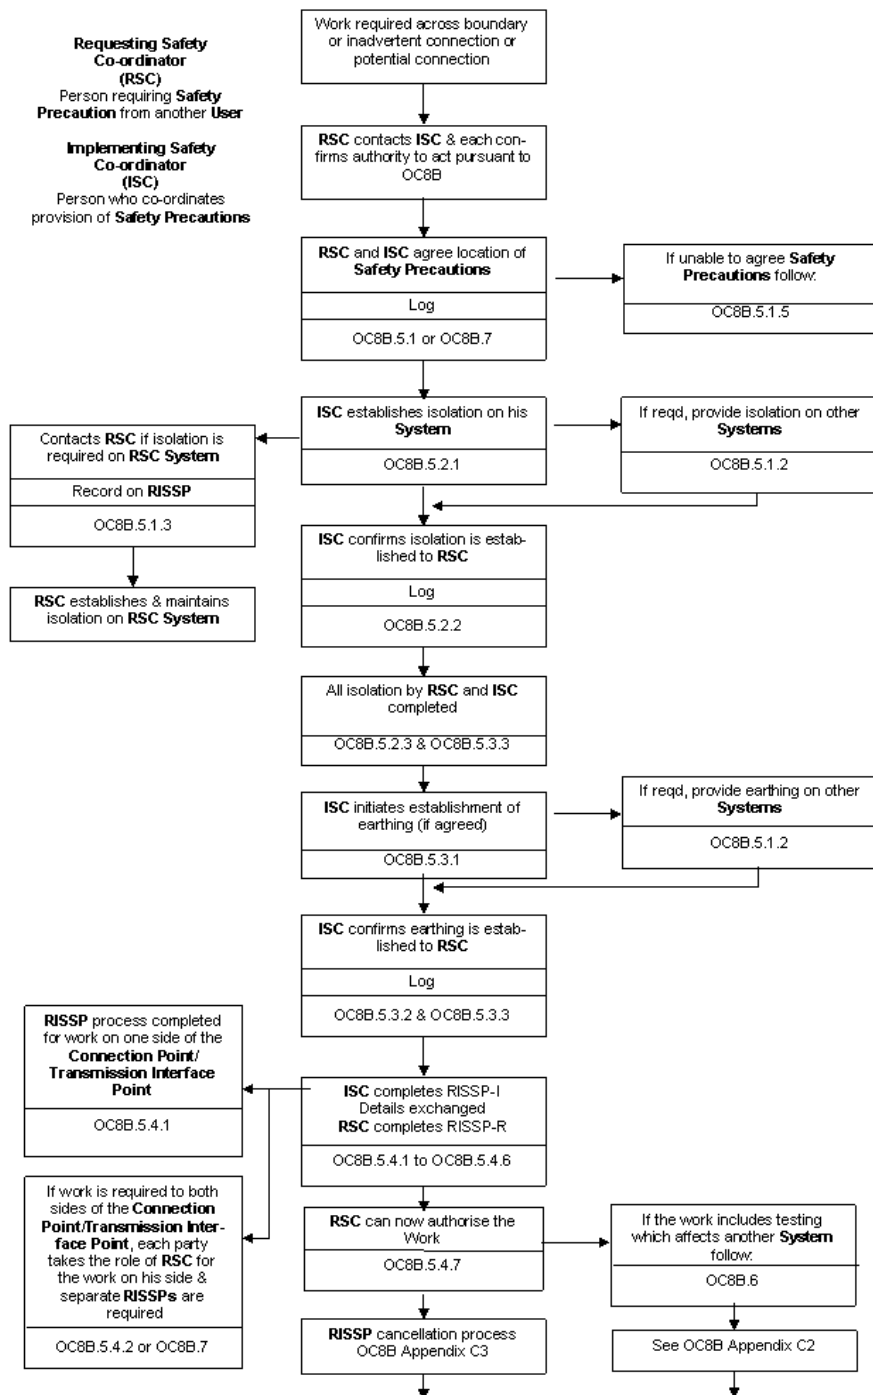 Requesting Safety
Co-ordinator
(RSC)
Person requiring Safety
Precaution from another User
Implementing Safety
Co-ordinator
(ISC)
Person who co-ordinates
provision of Safety Precautions
Work required across boundary
or inadvertent connection or
potential connection
RSC contacts ISC & each con-
firms authority to act pursuant to
OC8B
RSC and ISC agree location of
Safety Precautions
Log
OC8B.5.1 or OC8B.7
If unable to agree Safety
Precautions follow:
OC8B.5.1.5
ISC establishes isolation on his
System
OC8B.5.2.1
If reqd, provide isolation on other
Systems
OC8B.5.1.2
Contacts RSC if isolation is
required on RSC System
Record on RISSP
OC8B.5.1.3
RSC establishes & maintains
isolation on RSC System
ISC confirms isolation is estab-
lished to RSC
Log
OC8B.5.2.2
All isolation by RSC and ISC
completed
OC8B.5.2.3 & OC8B.5.3.3
ISC initiates establishment of
earthing (if agreed)
OC8B.5.3.1
If reqd, provide earthing on other
Systems
OC8B.5.1.2
ISC confirms earthing is estab-
lished to RSC
Log
OC8B.5.3.2 & OC8B.5.3.3
RISSP process completed
for work on one side of the
Connection Point/
Transmission Interface
Point
OC8B.5.4.1
ISC completes RISSP-I
Details exchanged
RSC completes RISSP-R
OC8B.5.4.1 to OC8B.5.4.6
If work is required to both
sides of the Connection
Point/Transmission Inter-
face Point, each party
takes the role of RSC for
the work on his side &
separate RISSPs are
required
OC8B.5.4.2 or OC8B.7
RSC can now authorise the
Work
OC8B.5.4.7
If the work includes testing
which affects another System
follow:
OC8B.6
RISSP cancellation process
OC8B Appendix C3
See OC8B Appendix C2